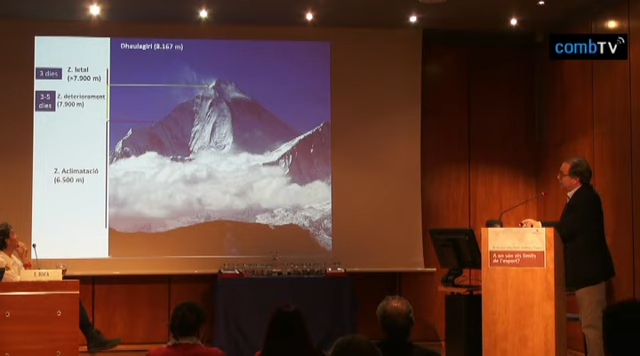 combTV
Dhaulagiri (8.167 m)
3 dies
Z. letal
(>7.900 m)
3-5
dies
Z. deteriorament
(7.900 m)
Z. Aclimatació
(6.500 m)
A on són els límits
de l'esport?